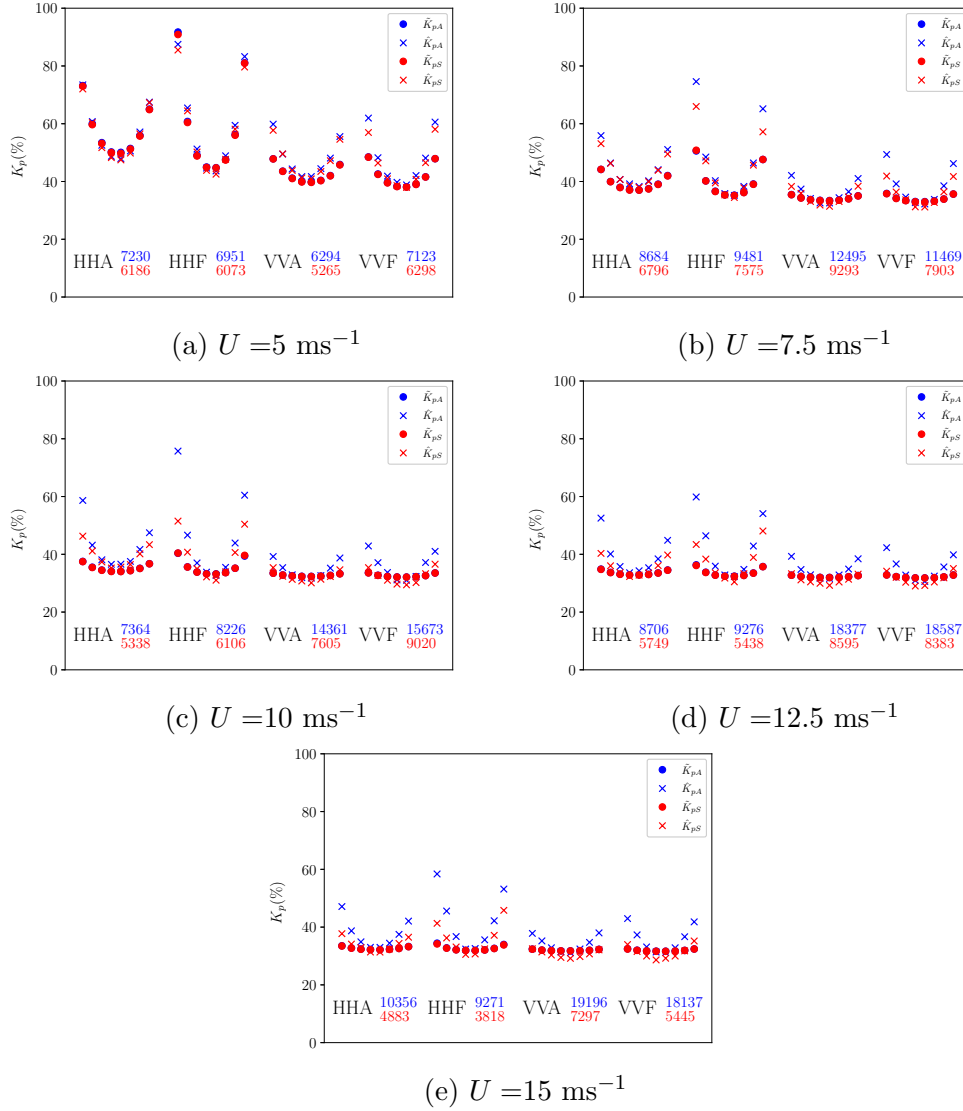 100
80
60
40
20
0
K_p(%)
K̃_pA
K̂_pA
K̃_pS
K̂_pS
HHA 7230 HHF 6951 VVA 6294 VVF 7123
6186 6073 5265 6298
(a) U =5 ms⁻¹
100
80
60
40
20
0
K_p(%)
K̃_pA
K̂_pA
K̃_pS
K̂_pS
HHA 8684 HHF 9481 VVA 12495 VVF 11469
6796 7575 9293 7903
(b) U =7.5 ms⁻¹
100
80
60
40
20
0
K_p(%)
K̃_pA
K̂_pA
K̃_pS
K̂_pS
HHA 7364 HHF 8226 VVA 14361 VVF 15673
5338 6106 7605 9020
(c) U =10 ms⁻¹
100
80
60
40
20
0
K_p(%)
K̃_pA
K̂_pA
K̃_pS
K̂_pS
HHA 8706 HHF 9276 VVA 18377 VVF 18587
5749 5438 8595 8383
(d) U =12.5 ms⁻¹
100
80
60
40
20
0
K_p(%)
K̃_pA
K̂_pA
K̃_pS
K̂_pS
HHA 10356 HHF 9271 VVA 19196 VVF 18137
4883 3818 7297 5445
(e) U =15 ms⁻¹